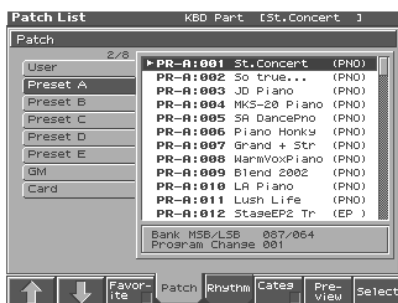 Patch List KBD Part [St.Concert ]
Patch
2/8
User
Preset A
Preset B
Preset C
Preset D
Preset E
GM
Card
PR-A:001 St.Concert (PNO)
PR-A:002 So true... (PNO)
PR-A:003 JD Piano (PNO)
PR-A:004 MKS-20 Piano (PNO)
PR-A:005 SA DancePno (PNO)
PR-A:006 Piano Honky (PNO)
PR-A:007 Grand + Str (PNO)
PR-A:008 WarmVoxPiano (PNO)
PR-A:009 Blend 2002 (PNO)
PR-A:010 LA Piano (PNO)
PR-A:011 Lush Life (PNO)
PR-A:012 StageEP2 Tr (EP )
Bank MSB/LSB 087/064
Program Change 001
Favor-
ite
Patch
Rhythm
Categ
Pre-
view
Select